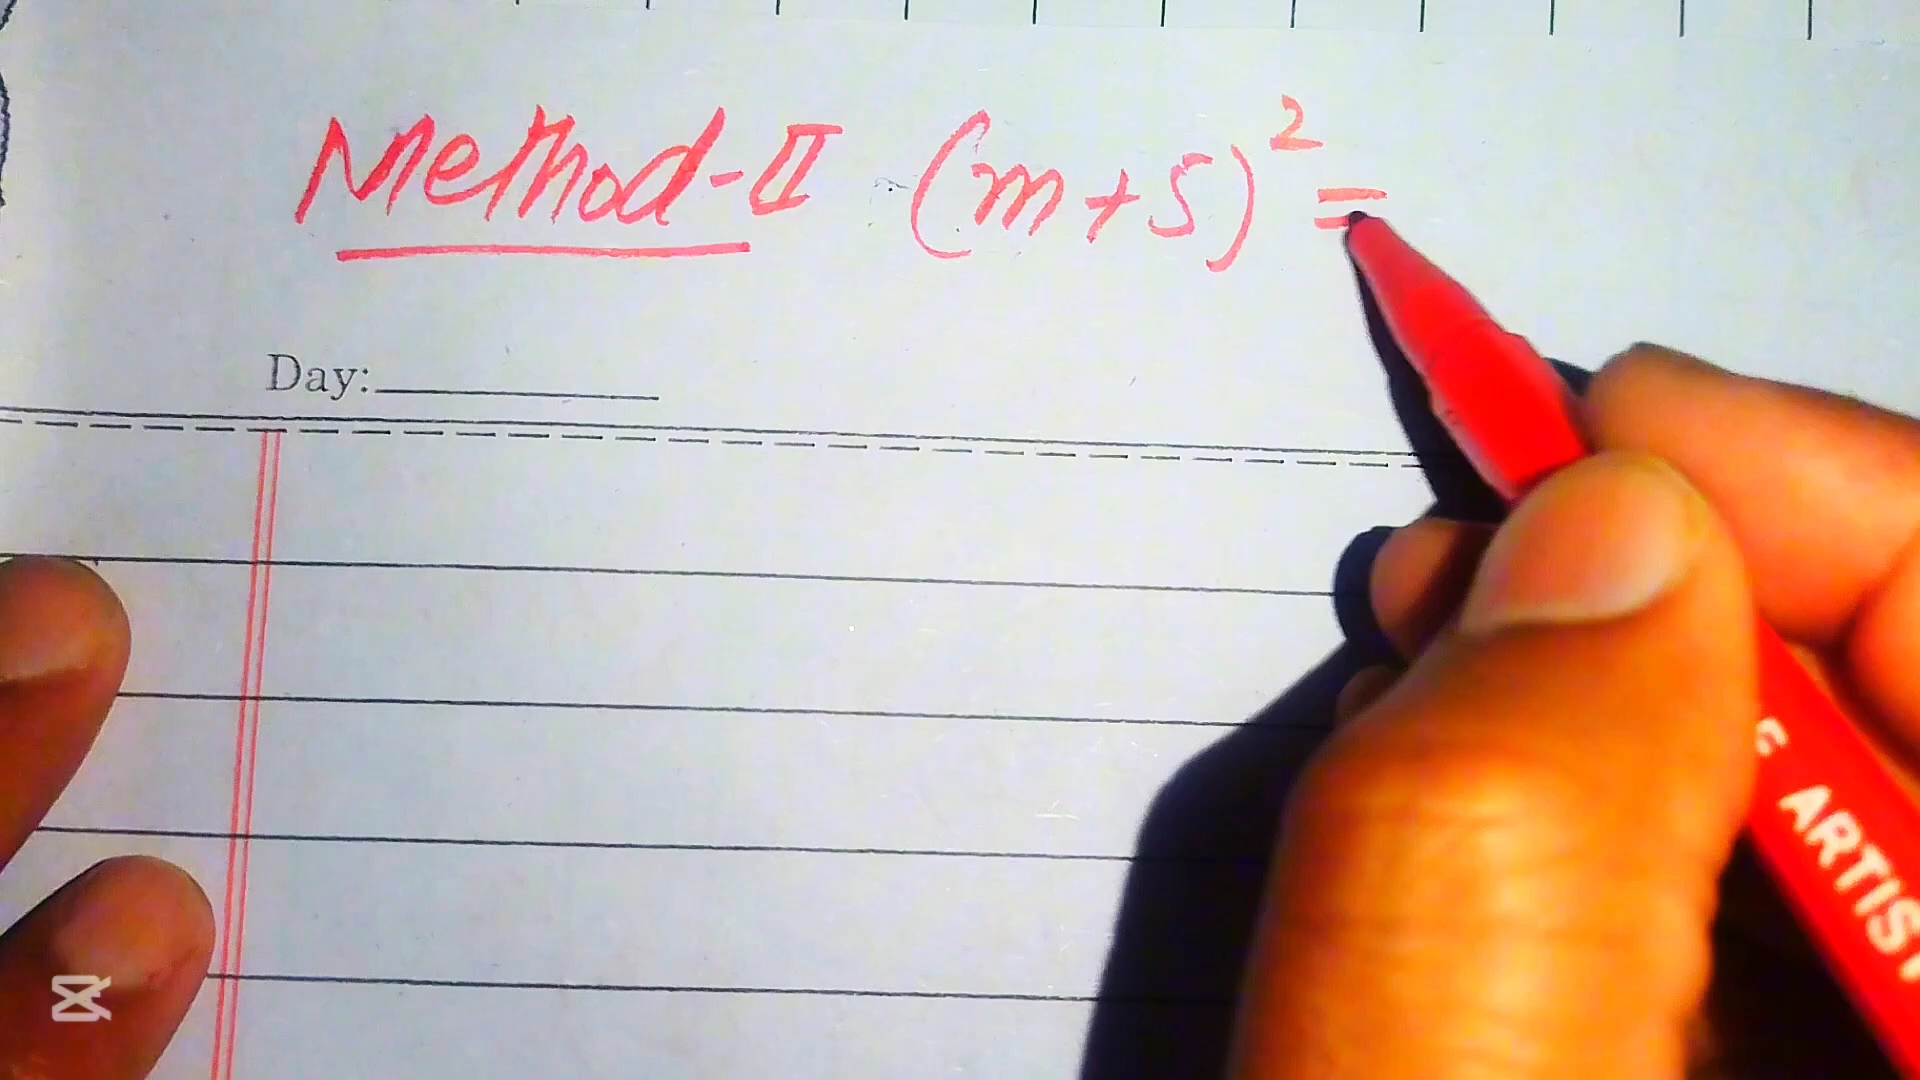 Method-II (m+5)² =
Day:
ARTIST